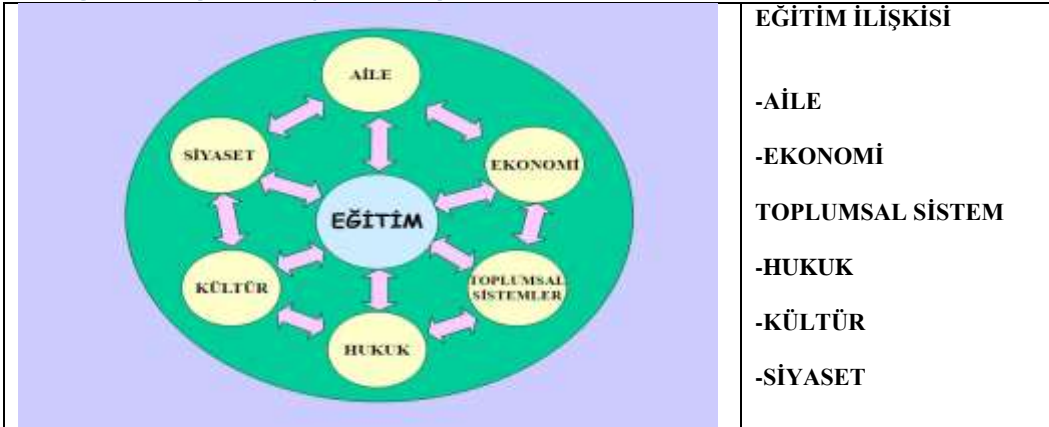 AİLE
SİYASET
EKONOMİ
EĞİTİM
KÜLTÜR
TOPLUMSAL
SİSTEMLER
HUKUK
EĞİTİM İLİŞKİSİ
-AİLE
-EKONOMİ
TOPLUMSAL SİSTEM
-HUKUK
-KÜLTÜR
-SİYASET